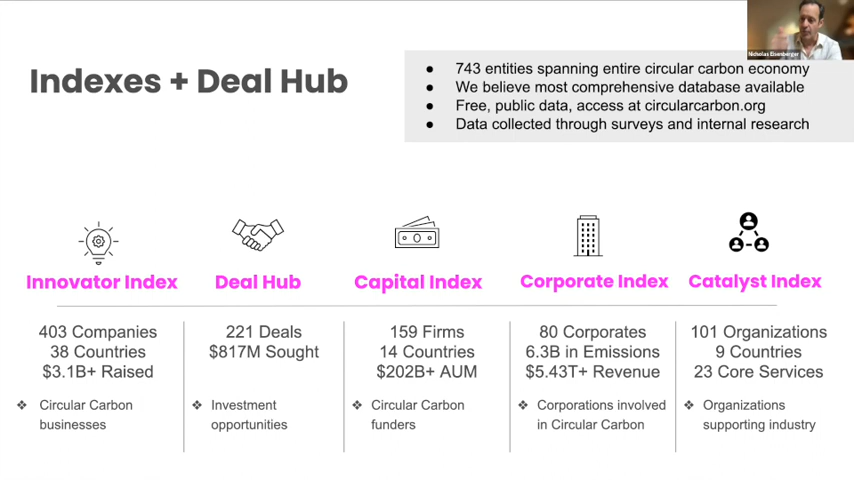 Nicholas Eisenberger
Indexes + Deal Hub
● 743 entities spanning entire circular carbon economy
● We believe most comprehensive database available
● Free, public data, access at circularcarbon.org
● Data collected through surveys and internal research
Innovator Index
403 Companies
38 Countries
$3.1B+ Raised
❖ Circular Carbon
businesses
Deal Hub
221 Deals
$817M Sought
❖ Investment
opportunities
Capital Index
159 Firms
14 Countries
$202B+ AUM
❖ Circular Carbon
funders
Corporate Index
80 Corporates
6.3B in Emissions
$5.43T+ Revenue
❖ Corporations involved
in Circular Carbon
Catalyst Index
101 Organizations
9 Countries
23 Core Services
❖ Organizations
supporting industry